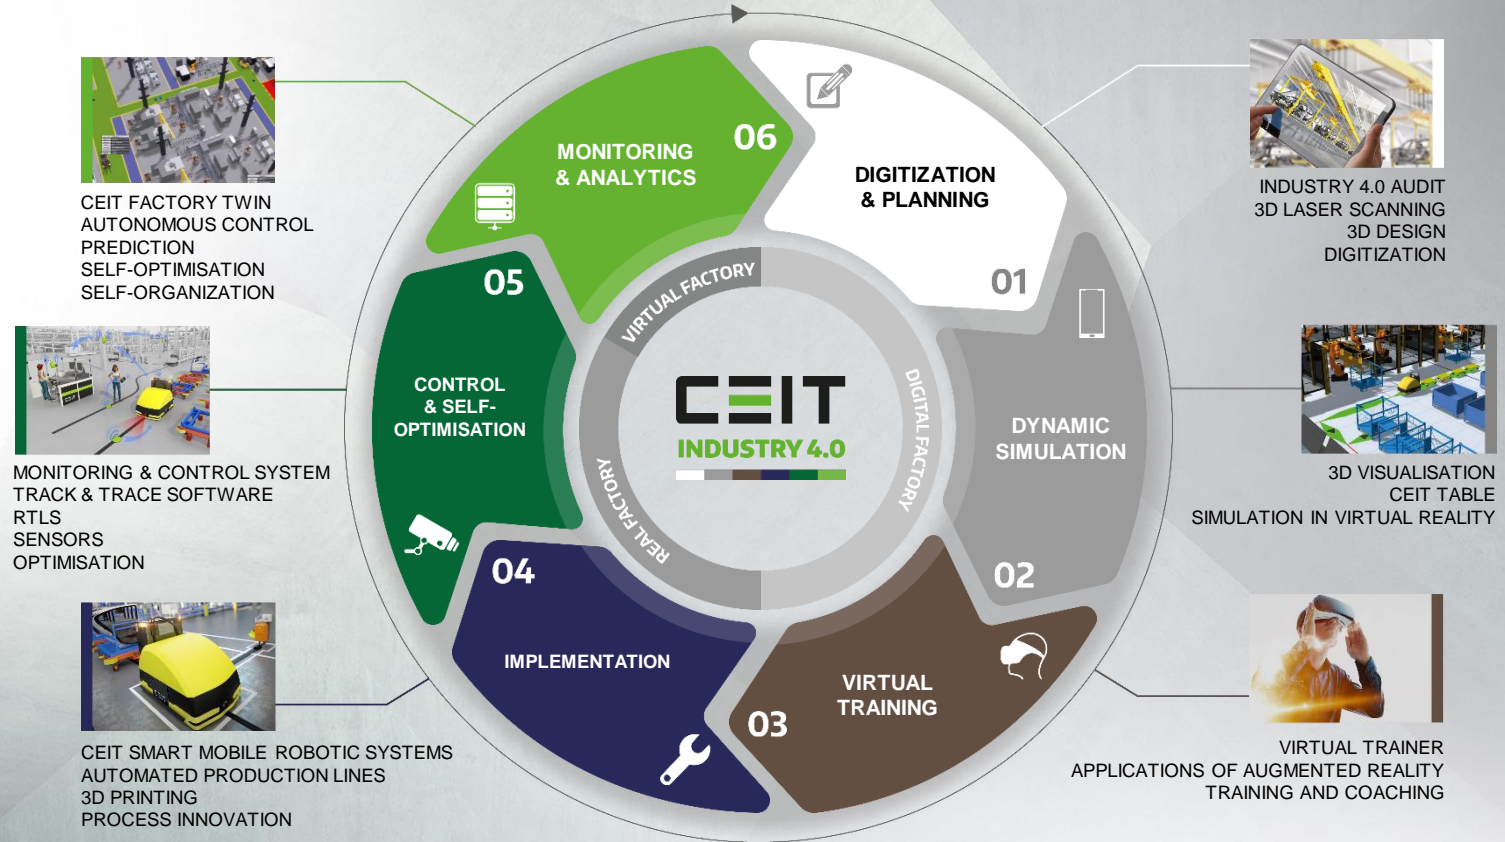 06
MONITORING
& ANALYTICS
DIGITIZATION
& PLANNING
01
DYNAMIC
SIMULATION
02
VIRTUAL
TRAINING
03
04
IMPLEMENTATION
05
CONTROL
& SELF-
OPTIMISATION
VIRTUAL FACTORY
DIGITAL FACTORY
REAL FACTORY
CEIT
INDUSTRY 4.0
CEIT FACTORY TWIN
AUTONOMOUS CONTROL
PREDICTION
SELF-OPTIMISATION
SELF-ORGANIZATION
MONITORING & CONTROL SYSTEM
TRACK & TRACE SOFTWARE
RTLS
SENSORS
OPTIMISATION
CEIT SMART MOBILE ROBOTIC SYSTEMS
AUTOMATED PRODUCTION LINES
3D PRINTING
PROCESS INNOVATION
INDUSTRY 4.0 AUDIT
3D LASER SCANNING
3D DESIGN
DIGITIZATION
3D VISUALISATION
CEIT TABLE
SIMULATION IN VIRTUAL REALITY
VIRTUAL TRAINER
APPLICATIONS OF AUGMENTED REALITY
TRAINING AND COACHING